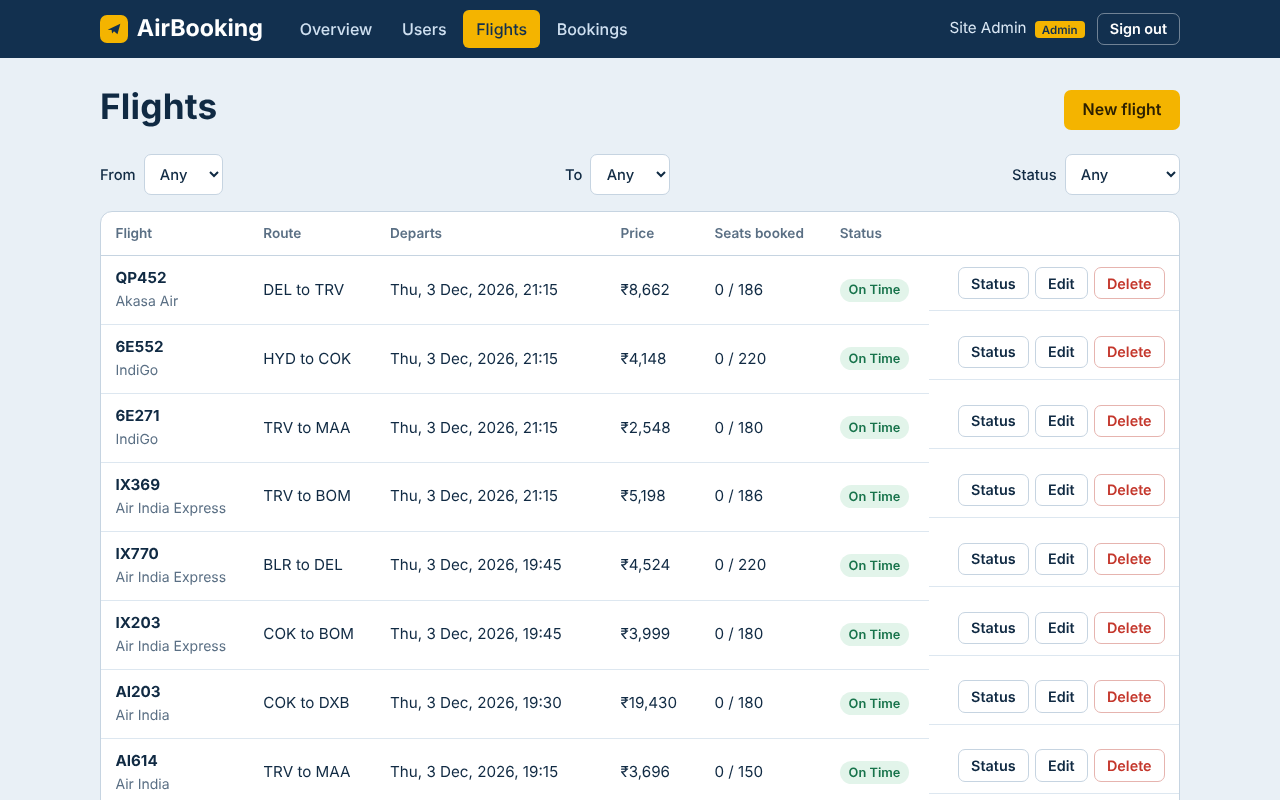 AirBooking Overview Users Flights Bookings Site Admin Admin Sign out
Flights New flight
From Any To Any Status Any
Flight Route Departs Price Seats booked Status
QP452
Akasa Air
DEL to TRV Thu, 3 Dec, 2026, 21:15 ₹8,662 0 / 186 On Time Status Edit Delete
6E552
IndiGo
HYD to COK Thu, 3 Dec, 2026, 21:15 ₹4,148 0 / 220 On Time Status Edit Delete
6E271
IndiGo
TRV to MAA Thu, 3 Dec, 2026, 21:15 ₹2,548 0 / 180 On Time Status Edit Delete
IX369
Air India Express
TRV to BOM Thu, 3 Dec, 2026, 21:15 ₹5,198 0 / 186 On Time Status Edit Delete
IX770
Air India Express
BLR to DEL Thu, 3 Dec, 2026, 19:45 ₹4,524 0 / 220 On Time Status Edit Delete
IX203
Air India Express
COK to BOM Thu, 3 Dec, 2026, 19:45 ₹3,999 0 / 180 On Time Status Edit Delete
AI203
Air India
COK to DXB Thu, 3 Dec, 2026, 19:30 ₹19,430 0 / 180 On Time Status Edit Delete
AI614
Air India
TRV to MAA Thu, 3 Dec, 2026, 19:15 ₹3,696 0 / 150 On Time Status Edit Delete